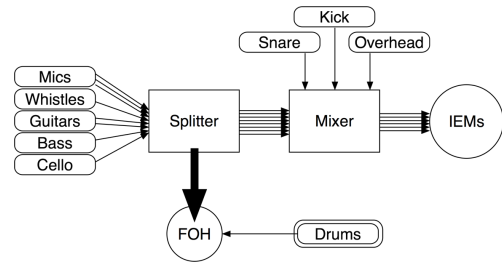 Kick
Snare
Overhead
Mics
Whistles
Guitars
Bass
Cello
Splitter
Mixer
IEMs
FOH
Drums